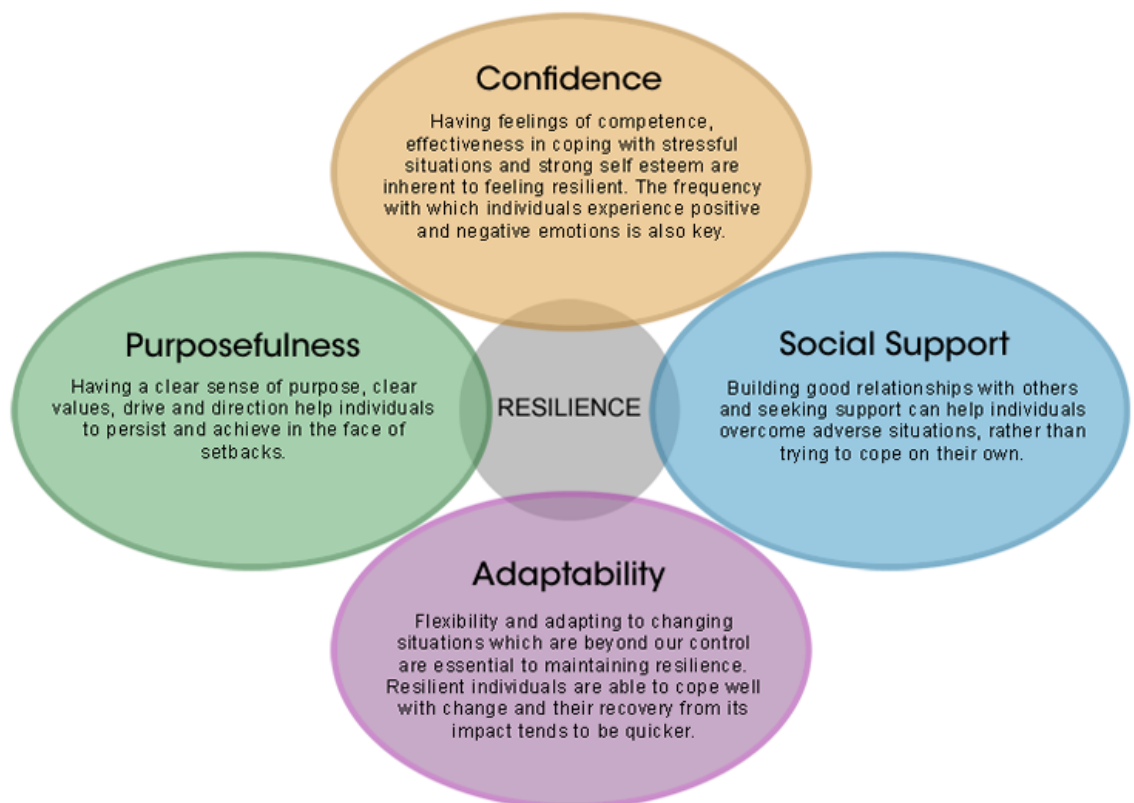 Confidence
Having feelings of competence,
effectiveness in coping with stressful
situations and strong self esteem are
inherent to feeling resilient. The frequency
with which individuals experience positive
and negative emotions is also key.
Purposefulness
Having a clear sense of purpose, clear
values, drive and direction help individuals
to persist and achieve in the face of
setbacks.
RESILIENCE
Social Support
Building good relationships with others
and seeking support can help individuals
overcome adverse situations, rather than
trying to cope on their own.
Adaptability
Flexibility and adapting to changing
situations which are beyond our control
are essential to maintaining resilience.
Resilient individuals are able to cope well
with change and their recovery from its
impact tends to be quicker.